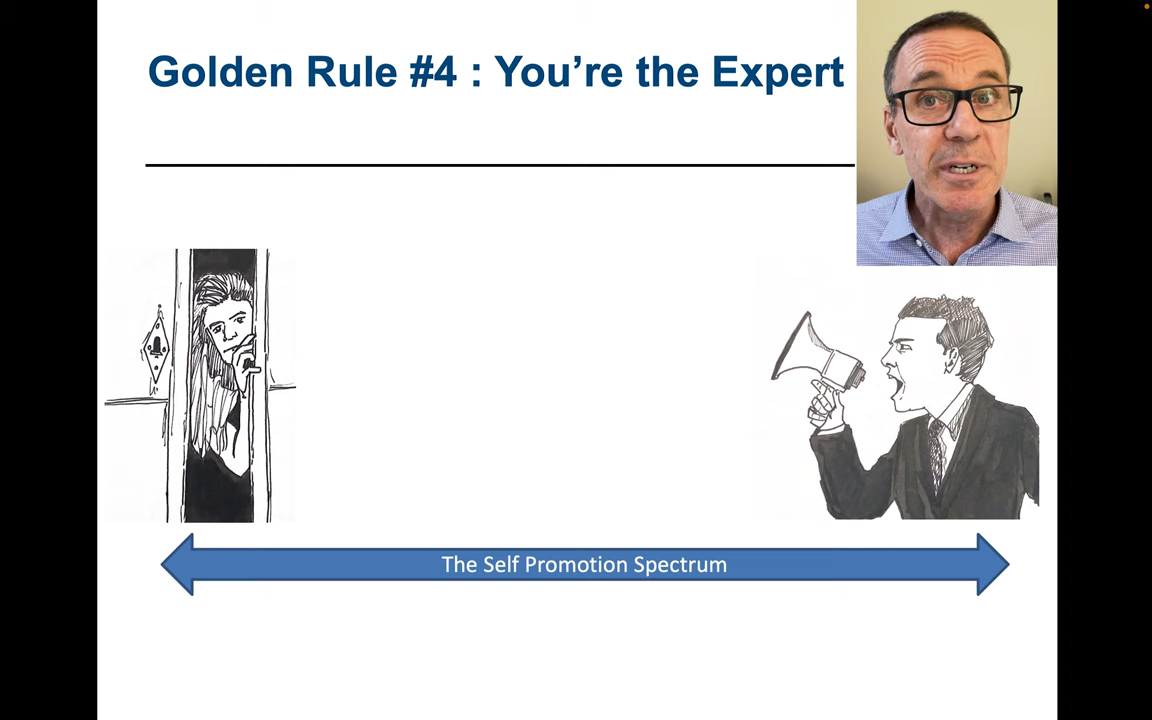 Golden Rule #4 : You’re the Expert
The Self Promotion Spectrum